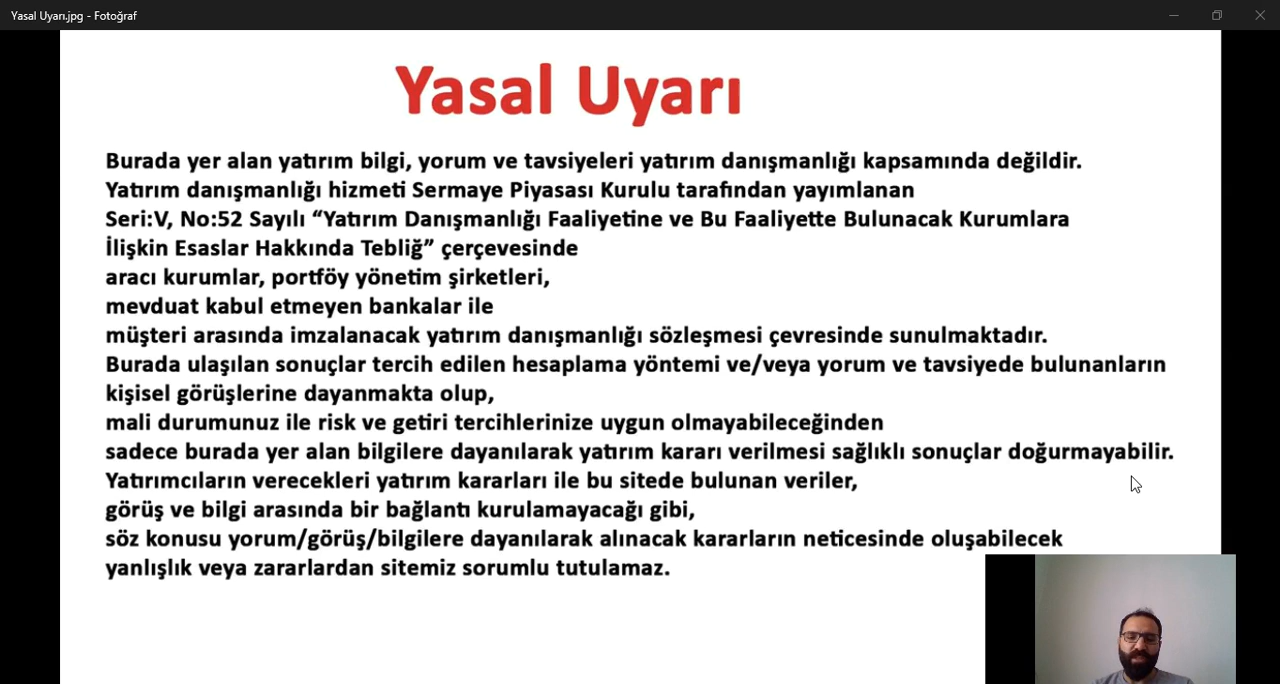 Yasal Uyarı.jpg - Fotoğraf
Yasal Uyarı
Burada yer alan yatırım bilgi, yorum ve tavsiyeleri yatırım danışmanlığı kapsamında değildir.
Yatırım danışmanlığı hizmeti Sermaye Piyasası Kurulu tarafından yayımlanan
Seri:V, No:52 Sayılı “Yatırım Danışmanlığı Faaliyetine ve Bu Faaliyette Bulunacak Kurumlara
İlişkin Esaslar Hakkında Tebliğ” çerçevesinde
aracı kurumlar, portföy yönetim şirketleri,
mevduat kabul etmeyen bankalar ile
müşteri arasında imzalanacak yatırım danışmanlığı sözleşmesi çevresinde sunulmaktadır.
Burada ulaşılan sonuçlar tercih edilen hesaplama yöntemi ve/veya yorum ve tavsiyede bulunanların
kişisel görüşlerine dayanmakta olup,
mali durumunuz ile risk ve getiri tercihlerinize uygun olmayabileceğinden
sadece burada yer alan bilgilere dayanılarak yatırım kararı verilmesi sağlıklı sonuçlar doğurmayabilir.
Yatırımcıların verecekleri yatırım kararları ile bu sitede bulunan veriler,
görüş ve bilgi arasında bir bağlantı kurulamayacağı gibi,
söz konusu yorum/görüş/bilgilere dayanılarak alınacak kararların neticesinde oluşabilecek
yanlışlık veya zararlardan sitemiz sorumlu tutulamaz.